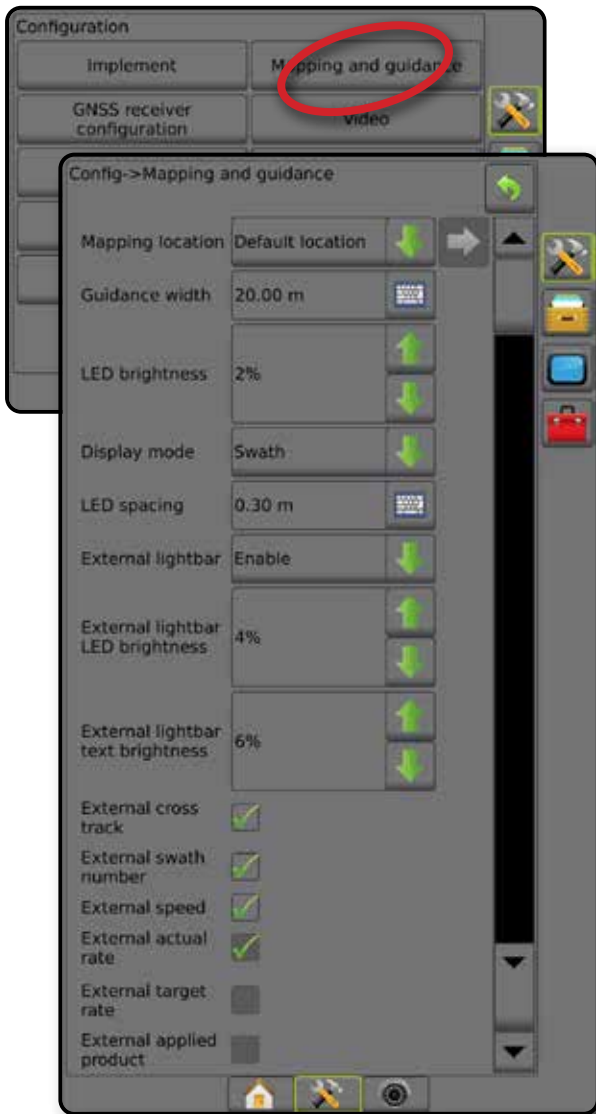 Configuration
Implement
Mapping and guidance
GNSS receiver
configuration
Video
Config->Mapping and guidance
Mapping location
Default location
Guidance width
20.00 m
LED brightness
2%
Display mode
Swath
LED spacing
0.30 m
External lightbar
Enable
External lightbar
LED brightness
4%
External lightbar
text brightness
6%
External cross
track
External swath
number
External speed
External actual
rate
External target
rate
External applied
product